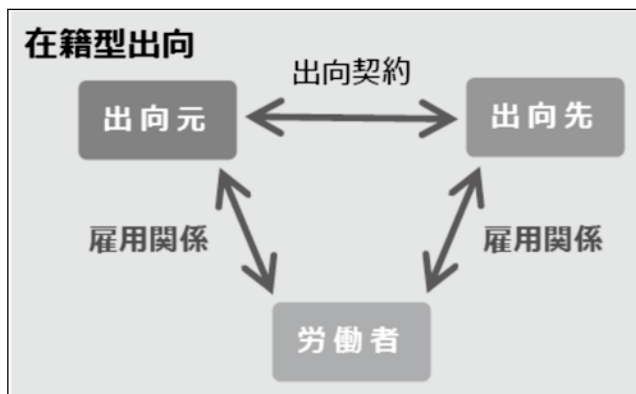 在籍型出向
出向契約
出向元
出向先
雇用関係
雇用関係
労働者